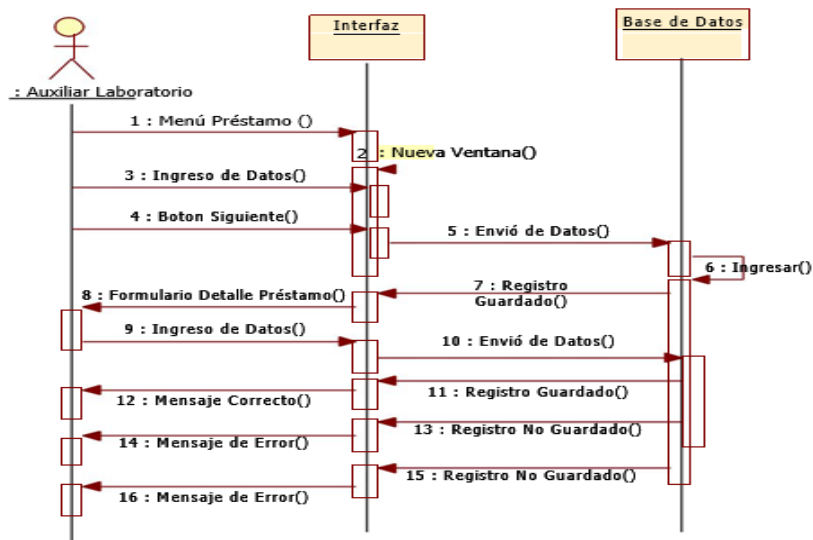 Interfaz
Base de Datos
: Auxiliar Laboratorio
1 : Menú Préstamo ()
2 : Nueva Ventana()
3 : Ingreso de Datos()
4 : Boton Siguiente()
5 : Envió de Datos()
6 : Ingresar()
7 : Registro
Guardado()
8 : Formulario Detalle Préstamo()
9 : Ingreso de Datos()
10 : Envió de Datos()
11 : Registro Guardado()
12 : Mensaje Correcto()
13 : Registro No Guardado()
14 : Mensaje de Error()
15 : Registro No Guardado()
16 : Mensaje de Error()